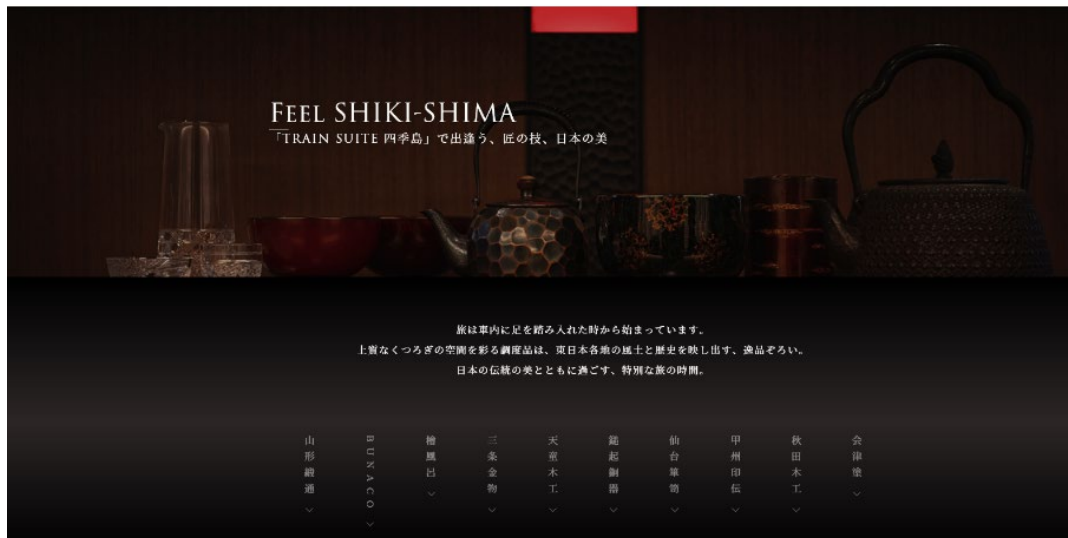 FEEL SHIKI-SHIMA
「TRAIN SUITE 四季島」で出逢う、匠の技、日本の美
旅は車内に足を踏み入れた時から始まっています。
上質なくつろぎの空間を彩る調度品は、東日本各地の風土と歴史を映し出す、逸品ぞろい。
日本の伝統の美とともに過ごす、特別な旅の時間。
山形緞通
BUNACO
檜風呂
三条金物
天童木工
鎚起銅器
仙台箪笥
甲州印伝
秋田木工
会津塗